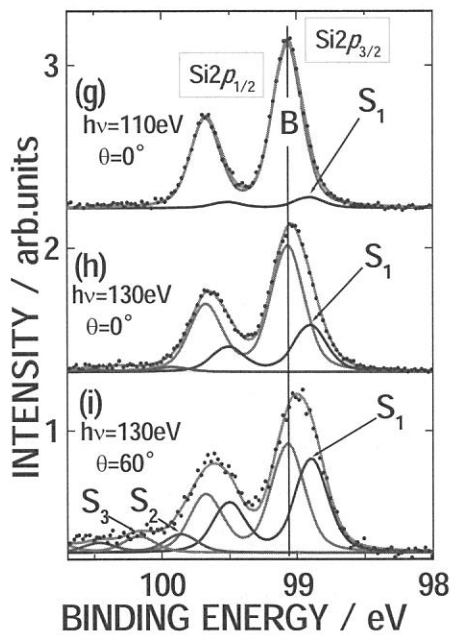 3
Si2p3/2
Si2p1/2
(g)
hν=110eV
θ=0°
B
S1
2
(h)
hν=130eV
θ=0°
S1
1
(i)
hν=130eV
θ=60°
S1
S3
S2
100
99
98
BINDING ENERGY / eV
INTENSITY / arb.units